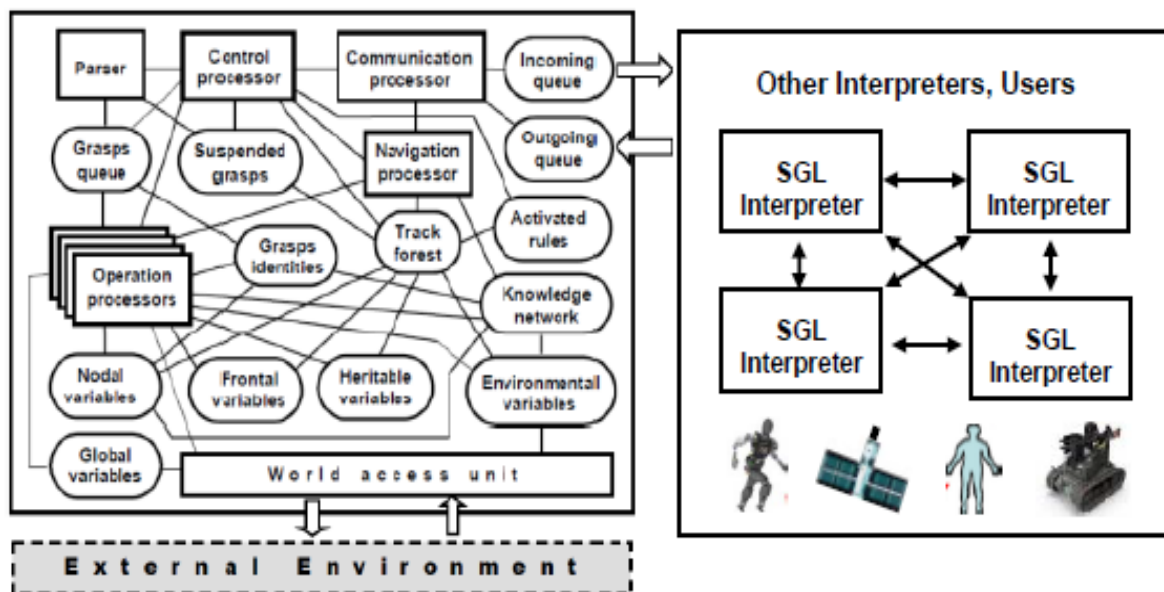 Parser
Control
processor
Communication
processor
Incoming
queue
Grasps
queue
Suspended
grasps
Navigation
processor
Outgoing
queue
Operation
processors
Grasps
identities
Track
forest
Activated
rules
Knowledge
network
Nodal
variables
Frontal
variables
Heritable
variables
Environmental
variables
Global
variables
World access unit
External Environment
Other Interpreters, Users
SGL
Interpreter
SGL
Interpreter
SGL
Interpreter
SGL
Interpreter